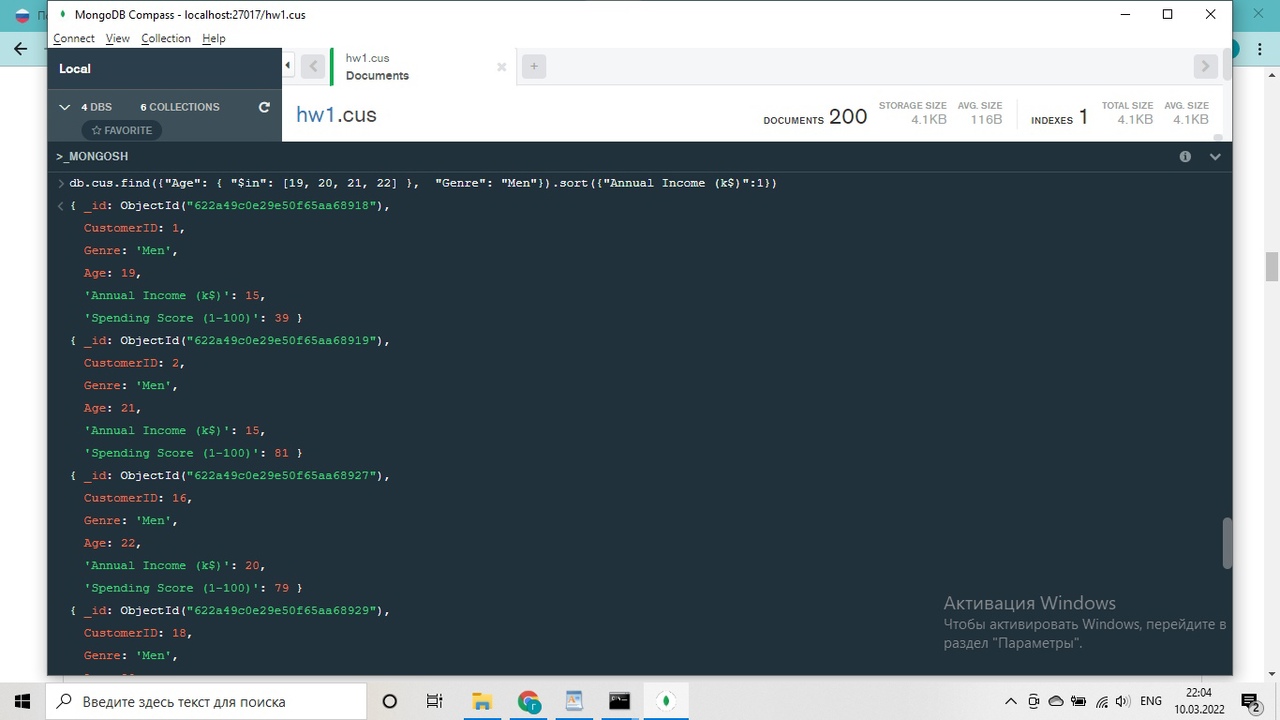 MongoDB Compass - localhost:27017/hw1.cus
Connect View Collection Help
Local
hw1.cus
Documents
4 DBS 6 COLLECTIONS
FAVORITE
hw1.cus
DOCUMENTS 200
STORAGE SIZE
4.1KB
AVG. SIZE
116B
INDEXES 1
TOTAL SIZE
4.1KB
AVG. SIZE
4.1KB
>_MONGOSH
db.cus.find({"Age": { "$in": [19, 20, 21, 22] },  "Genre": "Men"}).sort({"Annual Income (k$)":1})
{ _id: ObjectId("622a49c0e29e50f65aa68918"),
CustomerID: 1,
Genre: 'Men',
Age: 19,
'Annual Income (k$)': 15,
'Spending Score (1-100)': 39 }
{ _id: ObjectId("622a49c0e29e50f65aa68919"),
CustomerID: 2,
Genre: 'Men',
Age: 21,
'Annual Income (k$)': 15,
'Spending Score (1-100)': 81 }
{ _id: ObjectId("622a49c0e29e50f65aa68927"),
CustomerID: 16,
Genre: 'Men',
Age: 22,
'Annual Income (k$)': 20,
'Spending Score (1-100)': 79 }
{ _id: ObjectId("622a49c0e29e50f65aa68929"),
CustomerID: 18,
Genre: 'Men',
Активация Windows
Чтобы активировать Windows, перейдите в
раздел "Параметры".
Введите здесь текст для поиска
ENG
22:04
10.03.2022
2